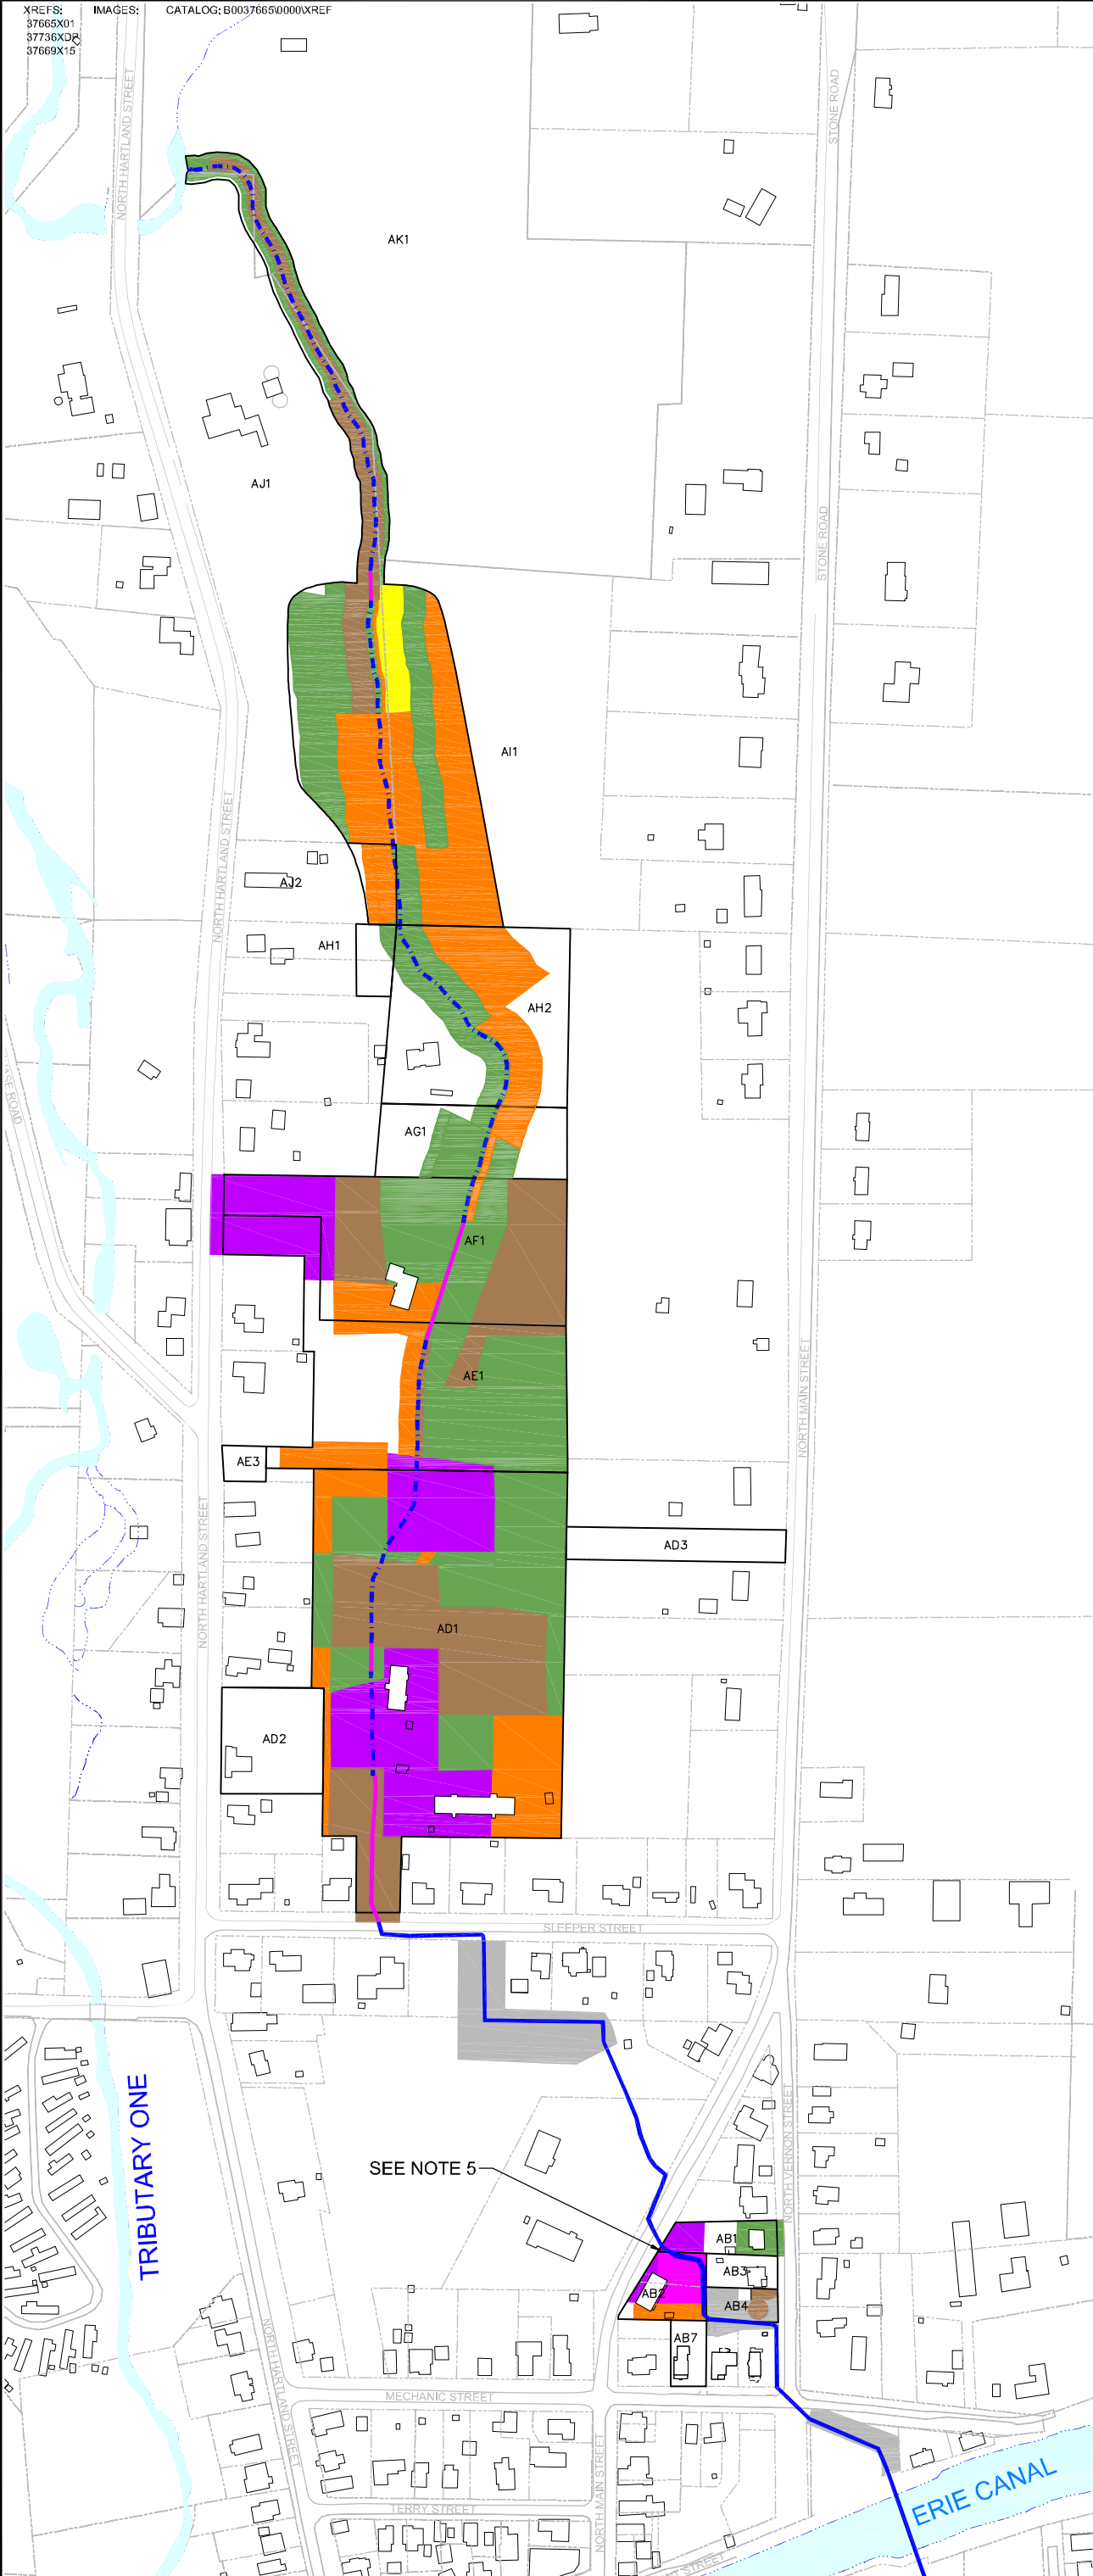 XREFS: IMAGES: CATALOG: B0037665\0000\XREF
37665X01
37736XDP
37669X15
NORTH HARTLAND STREET
STONE ROAD
AK1
AJ1
STONE ROAD
AI1
NORTH HARTLAND STREET
AJ2
AH1
AH2
ROAD
AG1
AF1
AE1
NORTH MAIN STREET
AE3
NORTH HARTLAND STREET
AD3
AD1
AD2
SLEEPER STREET
TRIBUTARY ONE
SEE NOTE 5
NORTH VERNON STREET
AB1
AB3
AB2
AB4
AB7
MECHANIC STREET
NORTH HARTLAND STREET
NORTH MAIN STREET
TERRY STREET
ERIE CANAL
STREET